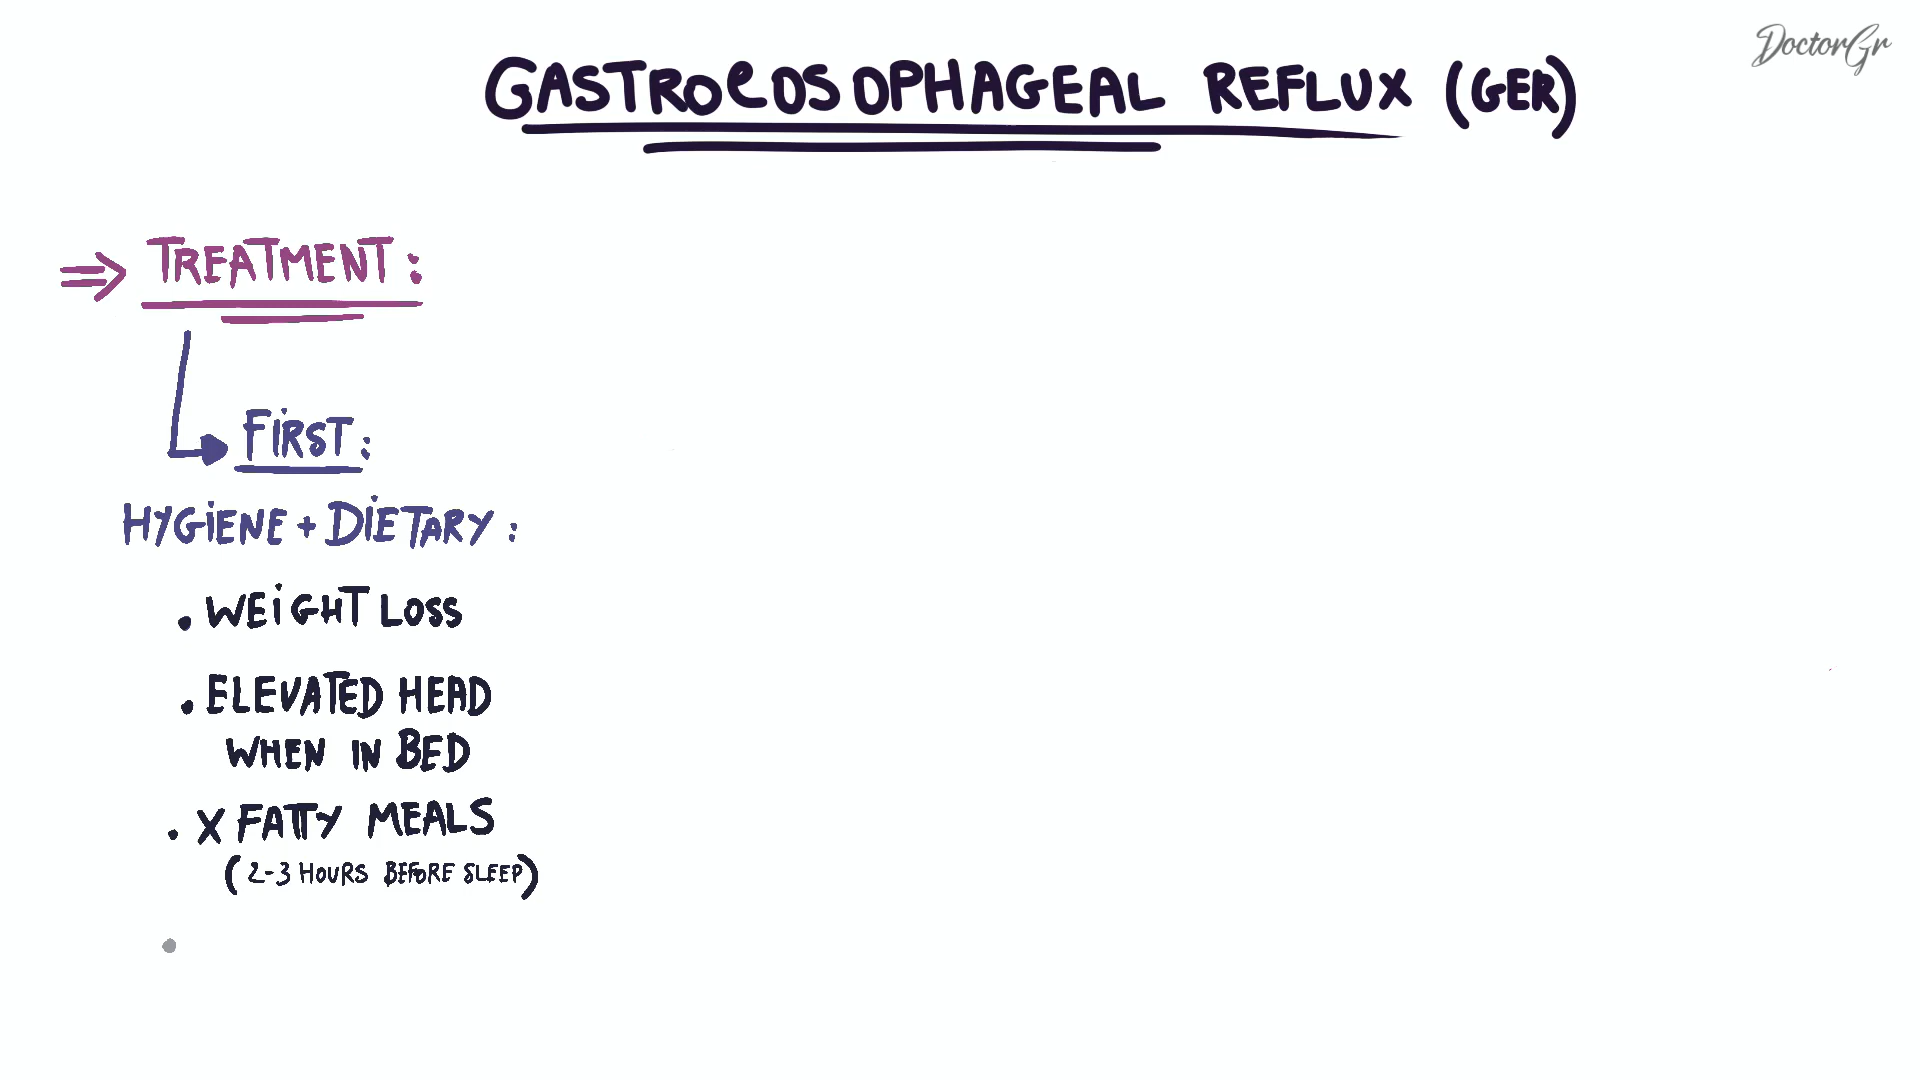 DoctorGr
GASTROeOSOPHAGEAL REFLUX (GER)
⇒ TREATMENT:
FiRST:
HYGiENE + DiETARY:
• WEiGHT LOSS
• ELEVATED HEAD
WHEN IN BED
• X FATTY MEALS
(2-3 HOURS BEFORE SLEEP)